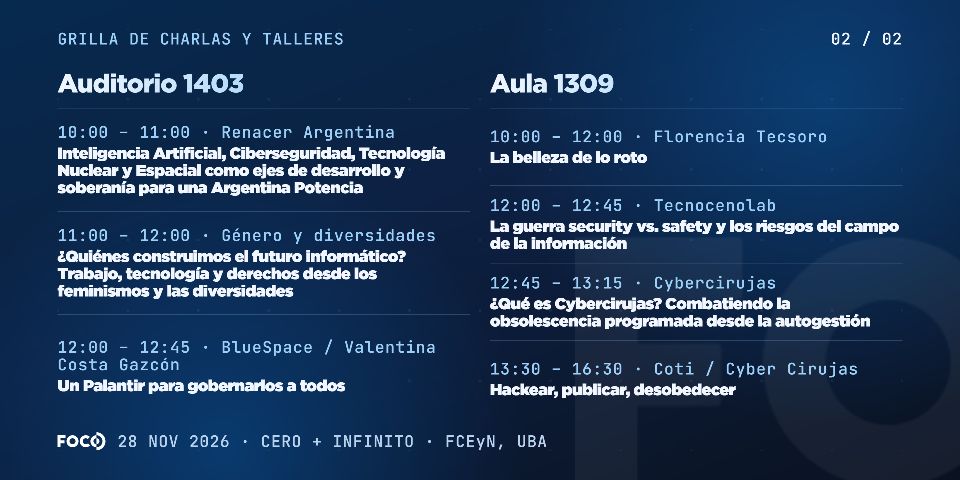 GRILLA DE CHARLAS Y TALLERES
02 / 02
Auditorio 1403
10:00 – 11:00 · Renacer Argentina
Inteligencia Artificial, Ciberseguridad, Tecnología
Nuclear y Espacial como ejes de desarrollo y
soberanía para una Argentina Potencia
11:00 – 12:00 · Género y diversidades
¿Quiénes construimos el futuro informático?
Trabajo, tecnología y derechos desde los
feminismos y las diversidades
12:00 – 12:45 · BlueSpace / Valentina
Costa Gazcón
Un Palantir para gobernarlos a todos
Aula 1309
10:00 – 12:00 · Florencia Tecsoro
La belleza de lo roto
12:00 – 12:45 · Tecnocenolab
La guerra security vs. safety y los riesgos del campo
de la información
12:45 – 13:15 · Cybercirujas
¿Qué es Cybercirujas? Combatiendo la
obsolescencia programada desde la autogestión
13:30 – 16:30 · Coti / Cyber Cirujas
Hackear, publicar, desobedecer
FOCO 28 NOV 2026 · CERO + INFINITO · FCEyN, UBA